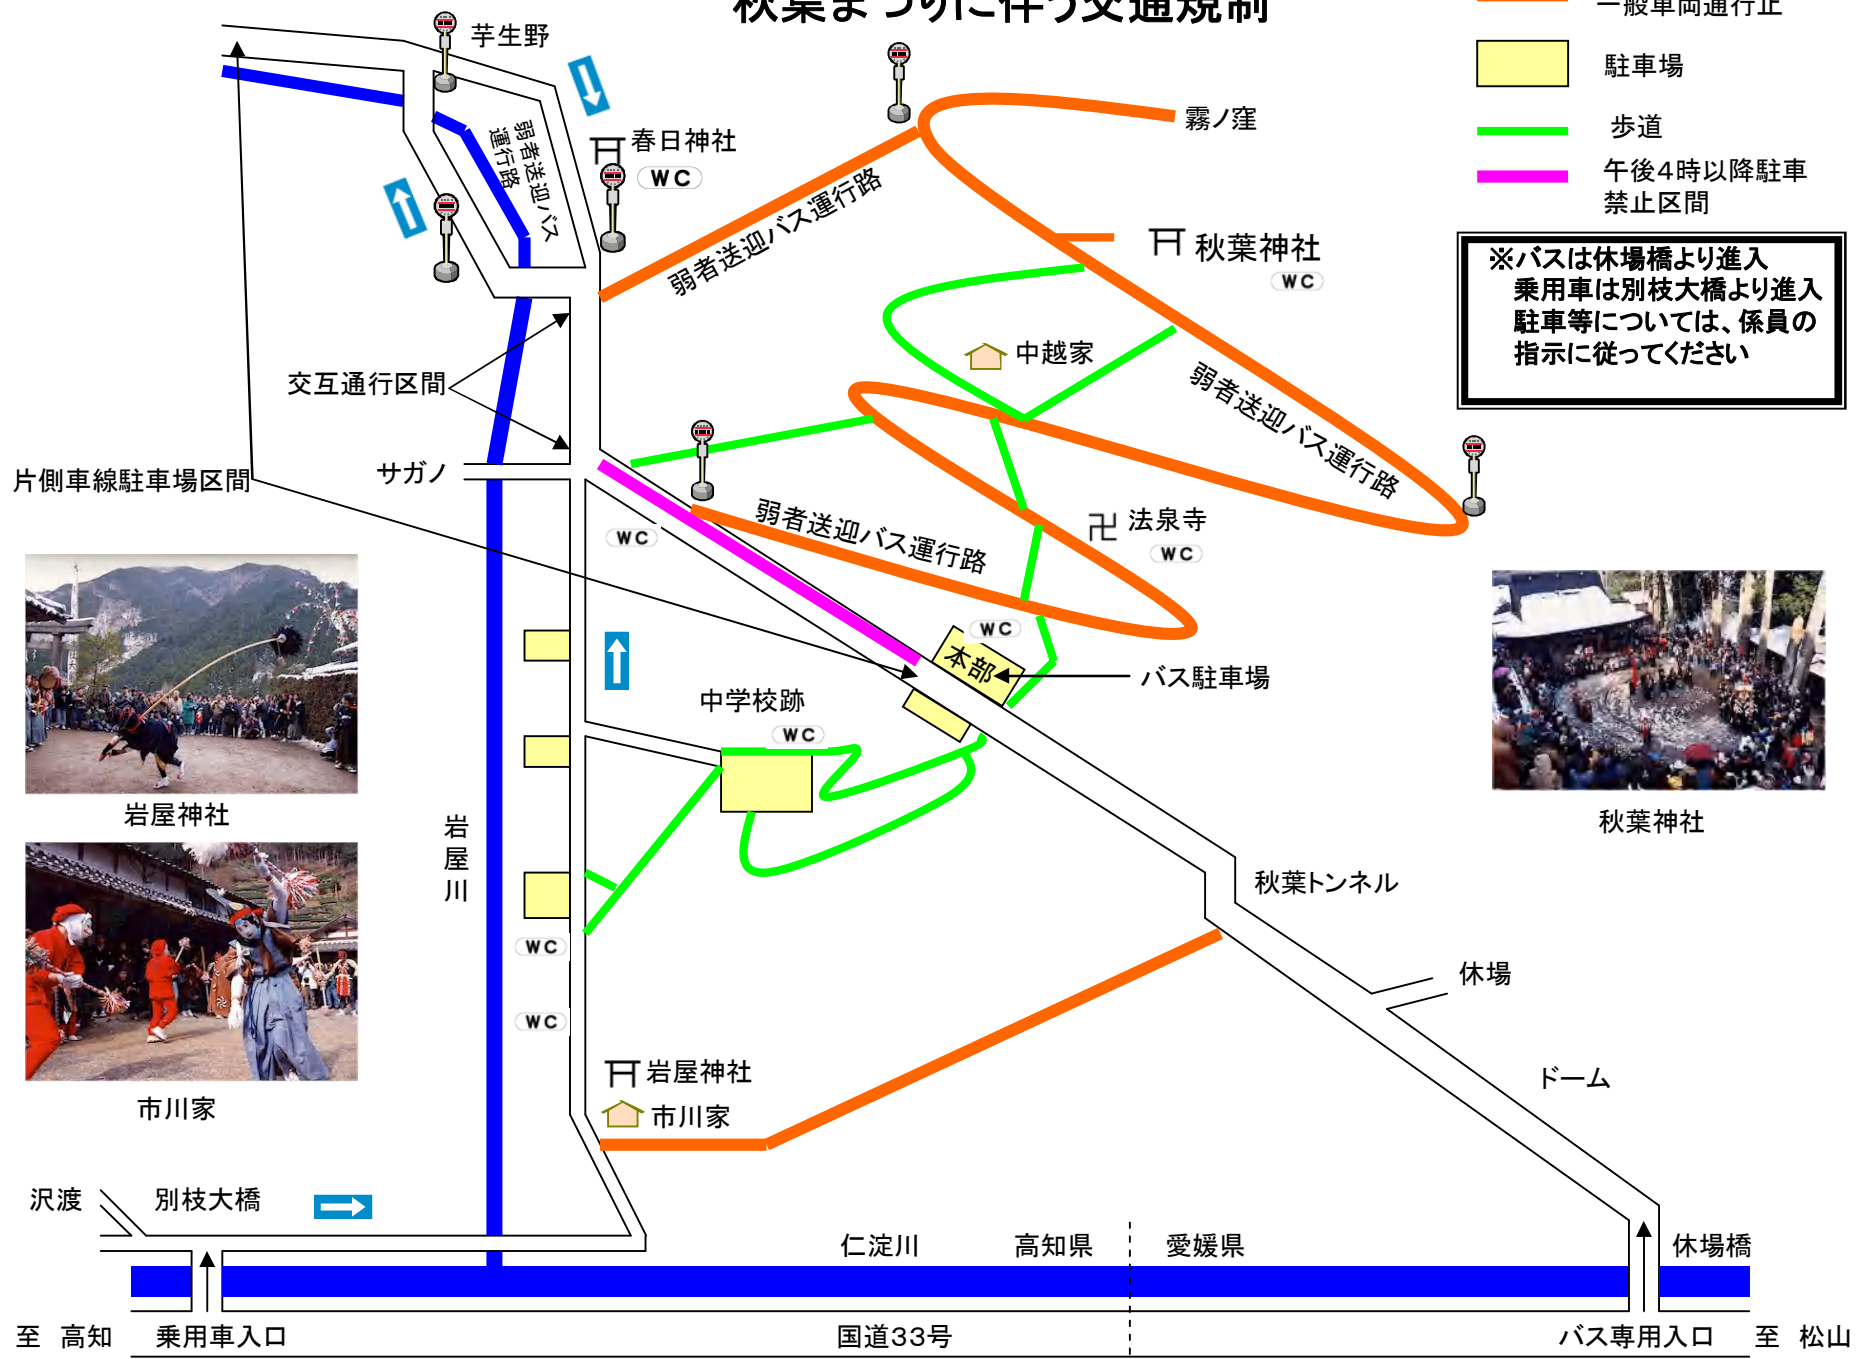 秋葉まつりに伴う交通規制
一般車両通行止
駐車場
歩道
午後4時以降駐車
禁止区間
※バスは休場橋より進入
乗用車は別枝大橋より進入
駐車等については、係員の
指示に従ってください
芋生野
春日神社
WC
弱者送迎バス
運行路
弱者送迎バス運行路
霧ノ窪
秋葉神社
WC
中越家
弱者送迎バス運行路
交互通行区間
サガノ
片側車線駐車場区間
WC
弱者送迎バス運行路
卍 法泉寺
WC
WC
本部
バス駐車場
中学校跡
WC
岩屋神社
岩屋川
秋葉神社
市川家
秋葉トンネル
休場
ドーム
WC
WC
岩屋神社
市川家
沢渡
別枝大橋
仁淀川
高知県
愛媛県
休場橋
至 高知
乗用車入口
国道33号
バス専用入口
至 松山